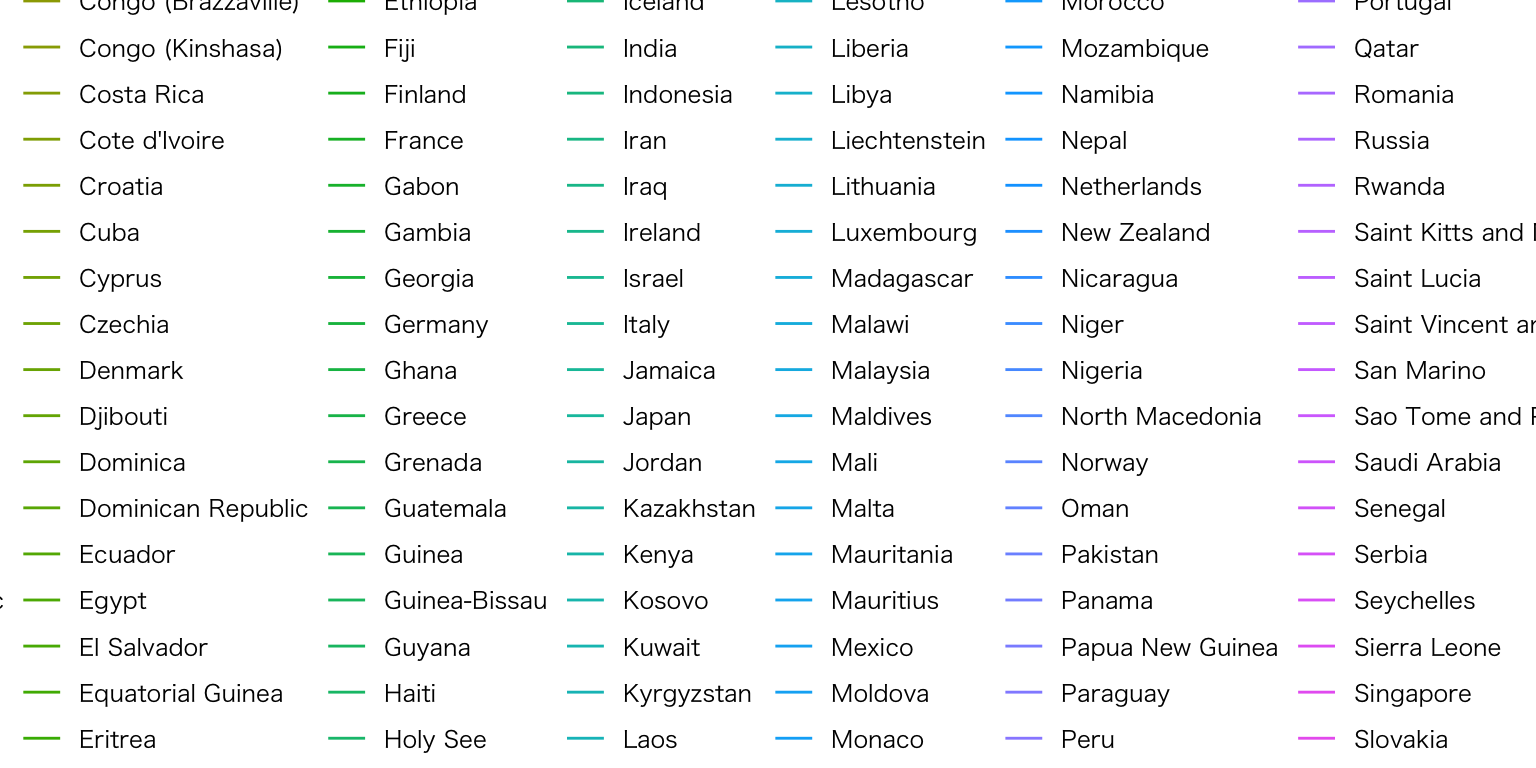 Congo (Brazzaville)
Congo (Kinshasa)
Costa Rica
Cote d'Ivoire
Croatia
Cuba
Cyprus
Czechia
Denmark
Djibouti
Dominica
Dominican Republic
Ecuador
Egypt
El Salvador
Equatorial Guinea
Eritrea
Ethiopia
Fiji
Finland
France
Gabon
Gambia
Georgia
Germany
Ghana
Greece
Grenada
Guatemala
Guinea
Guinea-Bissau
Guyana
Haiti
Holy See
Iceland
India
Indonesia
Iran
Iraq
Ireland
Israel
Italy
Jamaica
Japan
Jordan
Kazakhstan
Kenya
Kosovo
Kuwait
Kyrgyzstan
Laos
Lesotho
Liberia
Libya
Liechtenstein
Lithuania
Luxembourg
Madagascar
Malawi
Malaysia
Maldives
Mali
Malta
Mauritania
Mauritius
Mexico
Moldova
Monaco
Morocco
Mozambique
Namibia
Nepal
Netherlands
New Zealand
Nicaragua
Niger
Nigeria
North Macedonia
Norway
Oman
Pakistan
Panama
Papua New Guinea
Paraguay
Peru
Portugal
Qatar
Romania
Russia
Rwanda
Saint Kitts and
Saint Lucia
Saint Vincent
San Marino
Sao Tome and
Saudi Arabia
Senegal
Serbia
Seychelles
Sierra Leone
Singapore
Slovakia